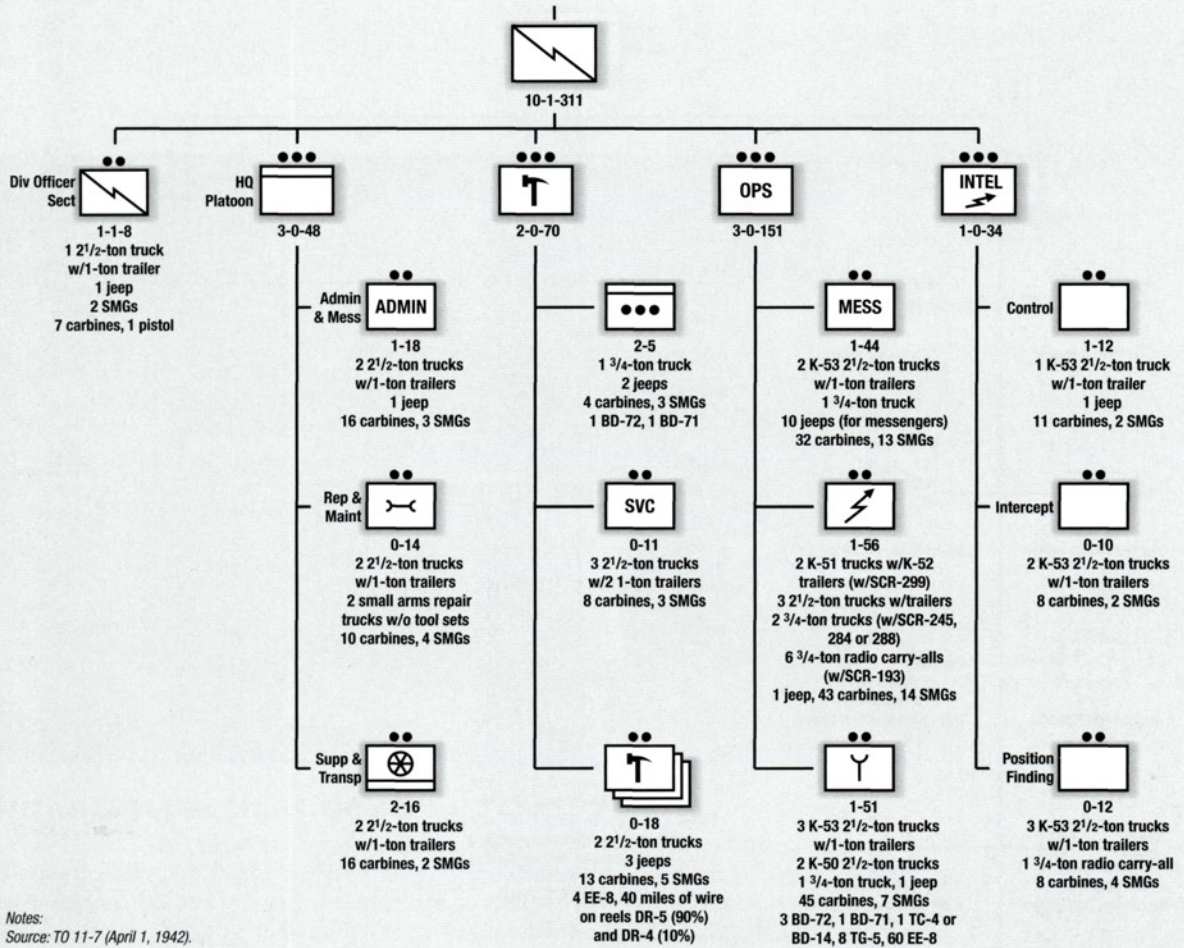 10-1-311
Div Officer
Sect
1-1-8
1 2 1/2-ton truck
w/1-ton trailer
1 jeep
2 SMGs
7 carbines, 1 pistol
HQ
Platoon
3-0-48
Admin
& Mess
ADMIN
1-18
2 2 1/2-ton trucks
w/1-ton trailers
1 jeep
16 carbines, 3 SMGs
Rep &
Maint
0-14
2 2 1/2-ton trucks
w/1-ton trailers
2 small arms repair
trucks w/o tool sets
10 carbines, 4 SMGs
Supp &
Transp
2-16
2 2 1/2-ton trucks
w/1-ton trailers
16 carbines, 2 SMGs
2-0-70
2-5
1 3/4-ton truck
2 jeeps
4 carbines, 3 SMGs
1 BD-72, 1 BD-71
SVC
0-11
3 2 1/2-ton trucks
w/2 1-ton trailers
8 carbines, 3 SMGs
0-18
2 2 1/2-ton trucks
3 jeeps
13 carbines, 5 SMGs
4 EE-8, 40 miles of wire
on reels DR-5 (90%)
and DR-4 (10%)
OPS
3-0-151
MESS
1-44
2 K-53 2 1/2-ton trucks
w/1-ton trailers
1 3/4-ton truck
10 jeeps (for messengers)
32 carbines, 13 SMGs
1-56
2 K-51 trucks w/K-52
trailers (w/SCR-299)
3 2 1/2-ton trucks w/trailers
2 3/4-ton trucks (w/SCR-245,
284 or 288)
6 3/4-ton radio carry-alls
(w/SCR-193)
1 jeep, 43 carbines, 14 SMGs
1-51
3 K-53 2 1/2-ton trucks
w/1-ton trailers
2 K-50 2 1/2-ton trucks
1 3/4-ton truck, 1 jeep
45 carbines, 7 SMGs
3 BD-72, 1 BD-71, 1 TC-4 or
BD-14, 8 TG-5, 60 EE-8
INTEL
1-0-34
Control
1-12
1 K-53 2 1/2-ton truck
w/1-ton trailer
1 jeep
11 carbines, 2 SMGs
Intercept
0-10
2 K-53 2 1/2-ton trucks
w/1-ton trailers
8 carbines, 2 SMGs
Position
Finding
0-12
3 K-53 2 1/2-ton trucks
w/1-ton trailers
1 3/4-ton radio carry-all
8 carbines, 4 SMGs
Notes:
Source: TO 11-7 (April 1, 1942).